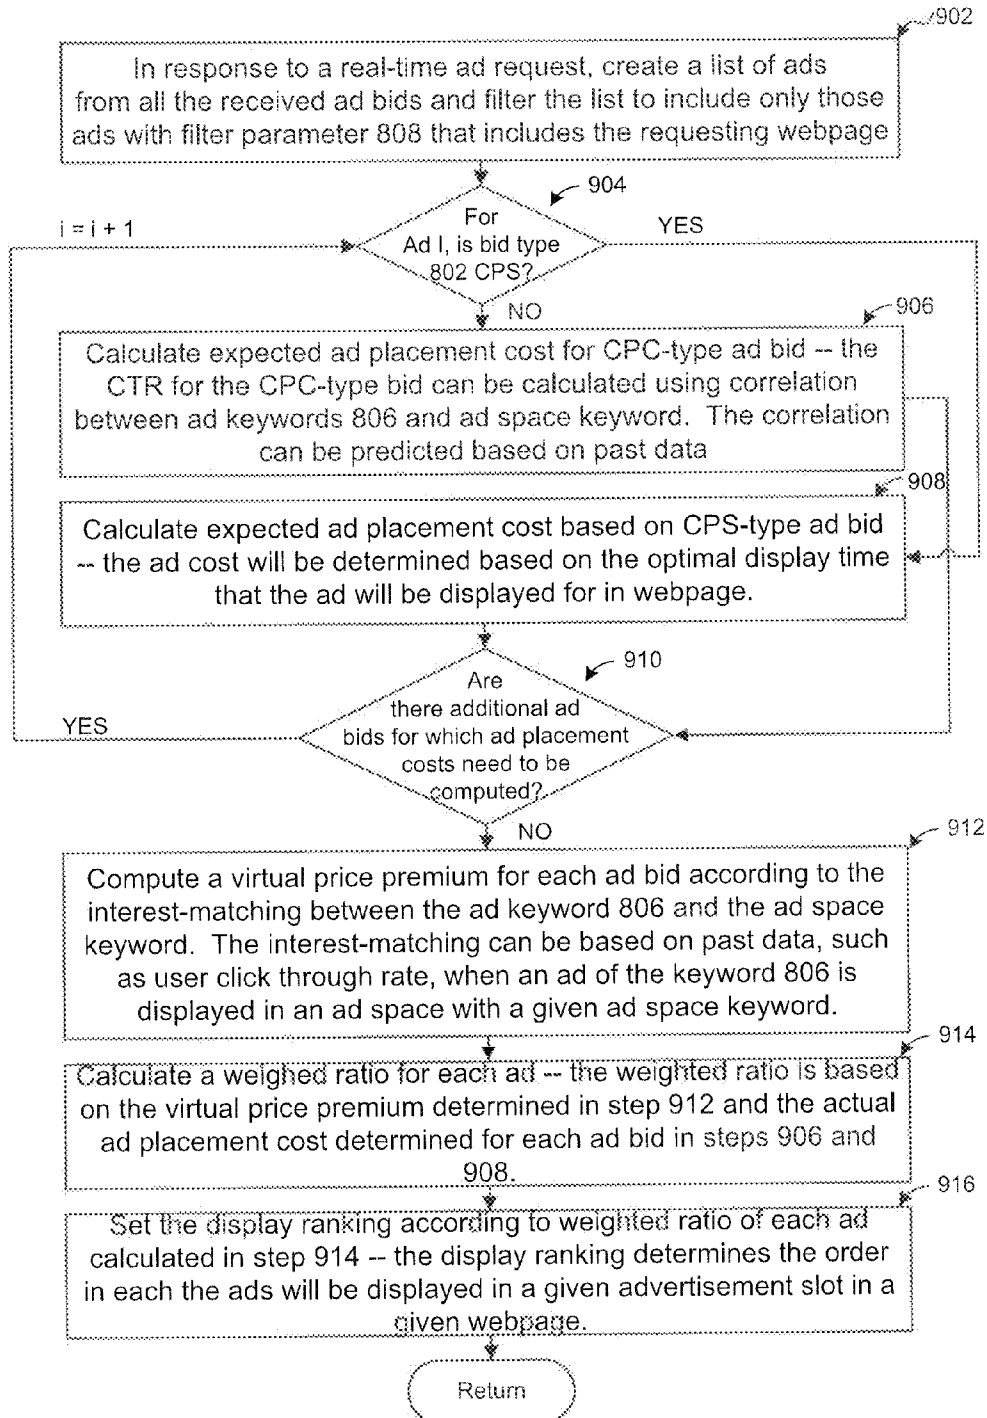 902
In response to a real-time ad request, create a list of ads
from all the received ad bids and filter the list to include only those
ads with filter parameter 808 that includes the requesting webpage
904
For
Ad I, is bid type
802 CPS?
i = i + 1
YES
NO
906
Calculate expected ad placement cost for CPC-type ad bid -- the
CTR for the CPC-type bid can be calculated using correlation
between ad keywords 806 and ad space keyword. The correlation
can be predicted based on past data
908
Calculate expected ad placement cost based on CPS-type ad bid
-- the ad cost will be determined based on the optimal display time
that the ad will be displayed for in webpage.
910
Are
there additional ad
bids for which ad placement
costs need to be
computed?
YES
NO
912
Compute a virtual price premium for each ad bid according to the
interest-matching between the ad keyword 806 and the ad space
keyword. The interest-matching can be based on past data, such
as user click through rate, when an ad of the keyword 806 is
displayed in an ad space with a given ad space keyword.
914
Calculate a weighed ratio for each ad -- the weighted ratio is based
on the virtual price premium determined in step 912 and the actual
ad placement cost determined for each ad bid in steps 906 and
908.
916
Set the display ranking according to weighted ratio of each ad
calculated in step 914 -- the display ranking determines the order
in each the ads will be displayed in a given advertisement slot in a
given webpage.
Return